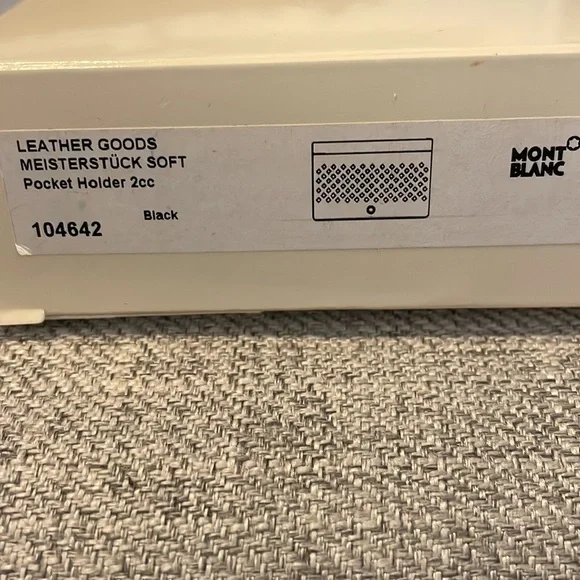 LEATHER GOODS
MEISTERSTÜCK SOFT
Pocket Holder 2cc
Black
104642
MONT
BLANC